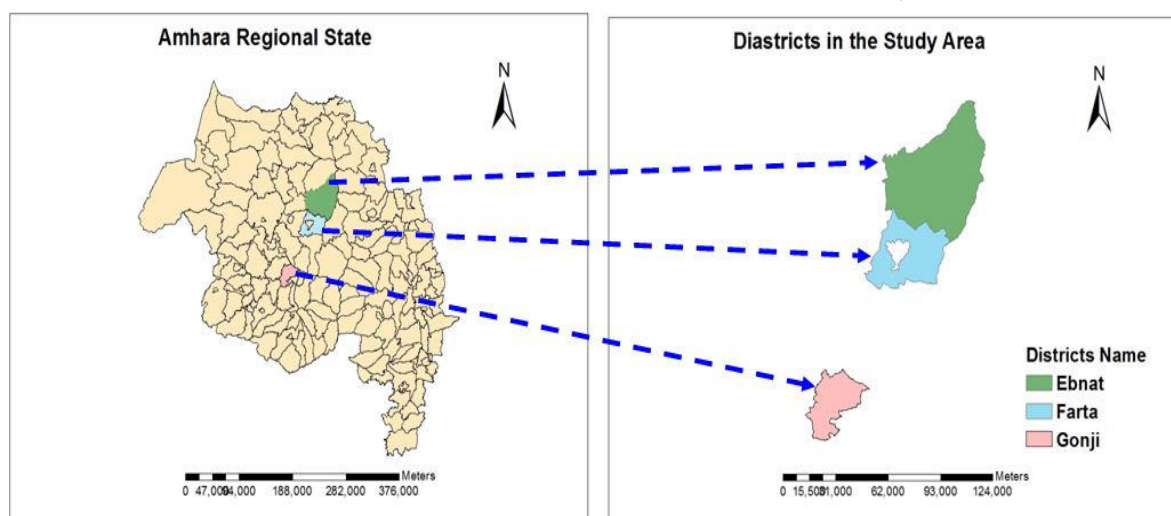 Amhara Regional State
N
Meters
0 47,000 94,000 188,000 282,000 376,000
Diastricts in the Study Area
N
Districts Name
Ebnat
Farta
Gonji
Meters
0 15,500 31,000 62,000 93,000 124,000